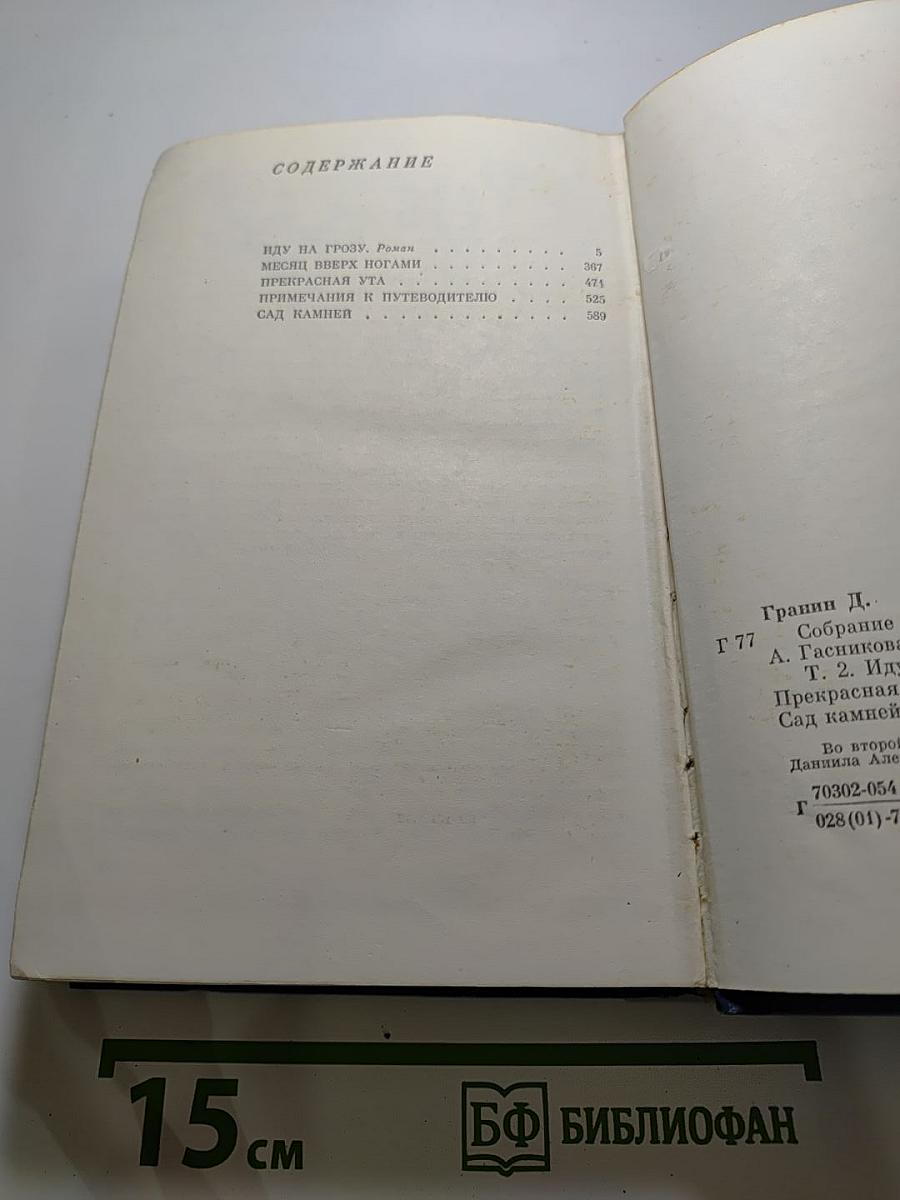 СОДЕРЖАНИЕ
ИДУ НА ГРОЗУ. Роман . . . . . . . . . 5
МЕСЯЦ ВВЕРХ НОГАМИ . . . . . . . . . 367
ПРЕКРАСНАЯ УТА . . . . . . . . . . . 471
ПРИМЕЧАНИЯ К ПУТЕВОДИТЕЛЮ . . . . 525
САД КАМНЕЙ . . . . . . . . . . . . . 589
Гранин Д.
Г 77 Собрание
А. Гасникова
Т. 2. Иду
Прекрасная
Сад камней
Во второй
Даниила Але
Г 70302-054
028(01)-7
15 см
БФ БИБЛИОФАН